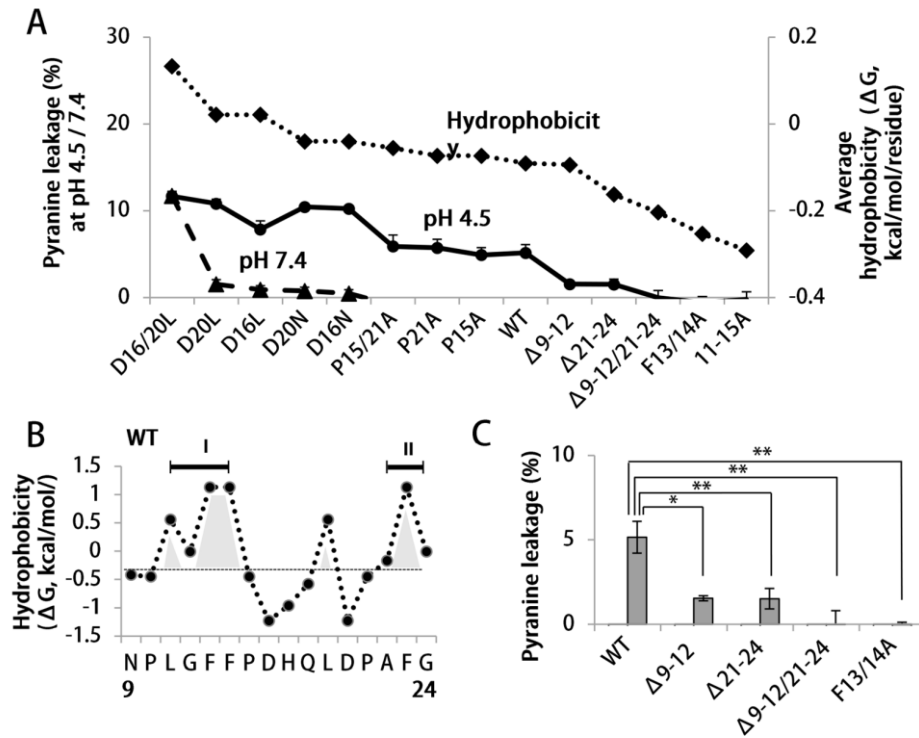 A
30
20
10
0
Pyranine leakage (%)
at pH 4.5 / 7.4
0.2
0
-0.2
-0.4
Average
hydrophobicity (ΔG,
kcal/mol/residue)
Hydrophobicit
y
pH 4.5
pH 7.4
D16/20L
D20L
D16L
D20N
D16N
P15/21A
P21A
P15A
WT
Δ9-12
Δ21-24
Δ9-12/21-24
F13/14A
11-15A
B
WT
I
II
Hydrophobicity
(ΔG, kcal/mol/)
1.5
1
0.5
0
-0.5
-1
-1.5
N P L G F F P D H Q L D P A F G
9 24
C
Pyranine leakage (%)
10
5
0
**
**
**
*
WT
Δ9-12
Δ21-24
Δ9-12/21-24
F13/14A